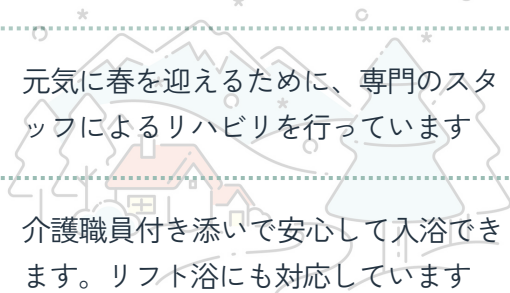 元気に春を迎えるために、専門のスタ
ッフによるリハビリを行っています
介護職員付き添いで安心して入浴でき
ます。リフト浴にも対応しています